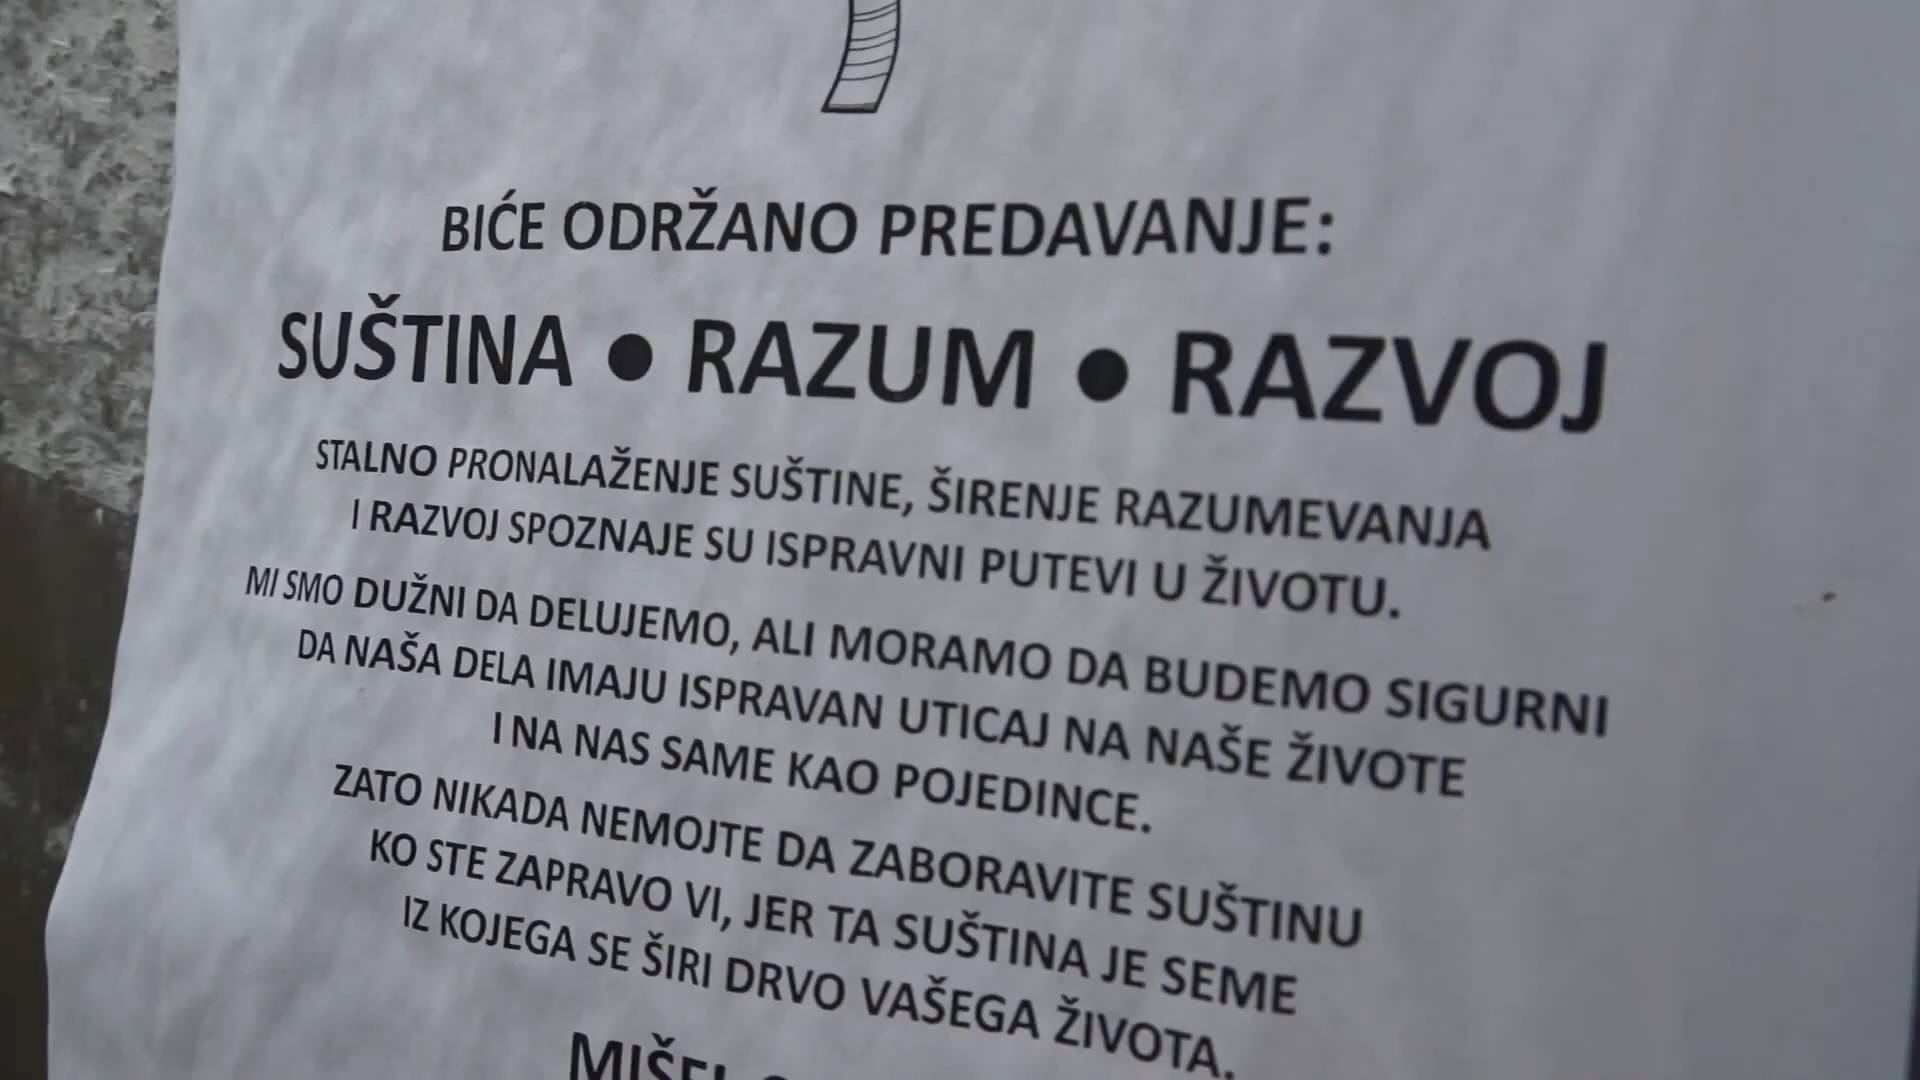 BIĆE ODRŽANO PREDAVANJE:
SUŠTINA • RAZUM • RAZVOJ
STALNO PRONALAŽENJE SUŠTINE, ŠIRENJE RAZUMEVANJA
I RAZVOJ SPOZNAJE SU ISPRAVNI PUTEVI U ŽIVOTU.
MI SMO DUŽNI DA DELUJEMO, ALI MORAMO DA BUDEMO SIGURNI
DA NAŠA DELA IMAJU ISPRAVAN UTICAJ NA NAŠE ŽIVOTE
I NA NAS SAME KAO POJEDINCE.
ZATO NIKADA NEMOJTE DA ZABORAVITE SUŠTINU
KO STE ZAPRAVO VI, JER TA SUŠTINA JE SEME
IZ KOJEGA SE ŠIRI DRVO VAŠEGA ŽIVOTA.